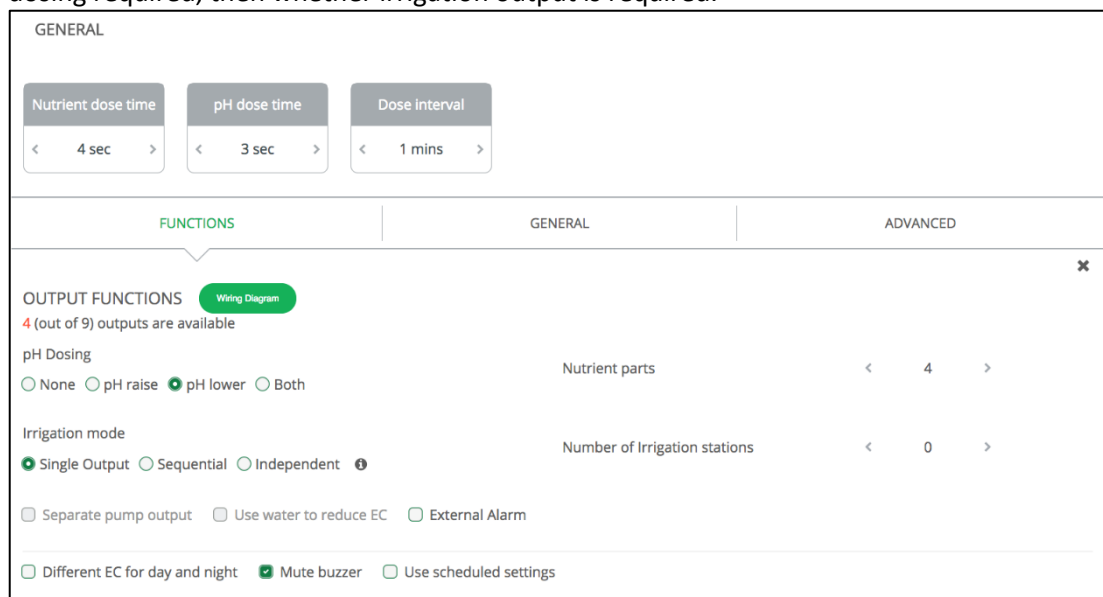 dosing required, then whether irrigation output is required.
GENERAL
Nutrient dose time pH dose time Dose interval
< 4 sec > < 3 sec > < 1 mins >
FUNCTIONS GENERAL ADVANCED
OUTPUT FUNCTIONS Wiring Diagram
4 (out of 9) outputs are available
pH Dosing
Nutrient parts < 4 >
None pH raise pH lower Both
Irrigation mode
Number of Irrigation stations < 0 >
Single Output Sequential Independent
Separate pump output Use water to reduce EC External Alarm
Different EC for day and night Mute buzzer Use scheduled settings